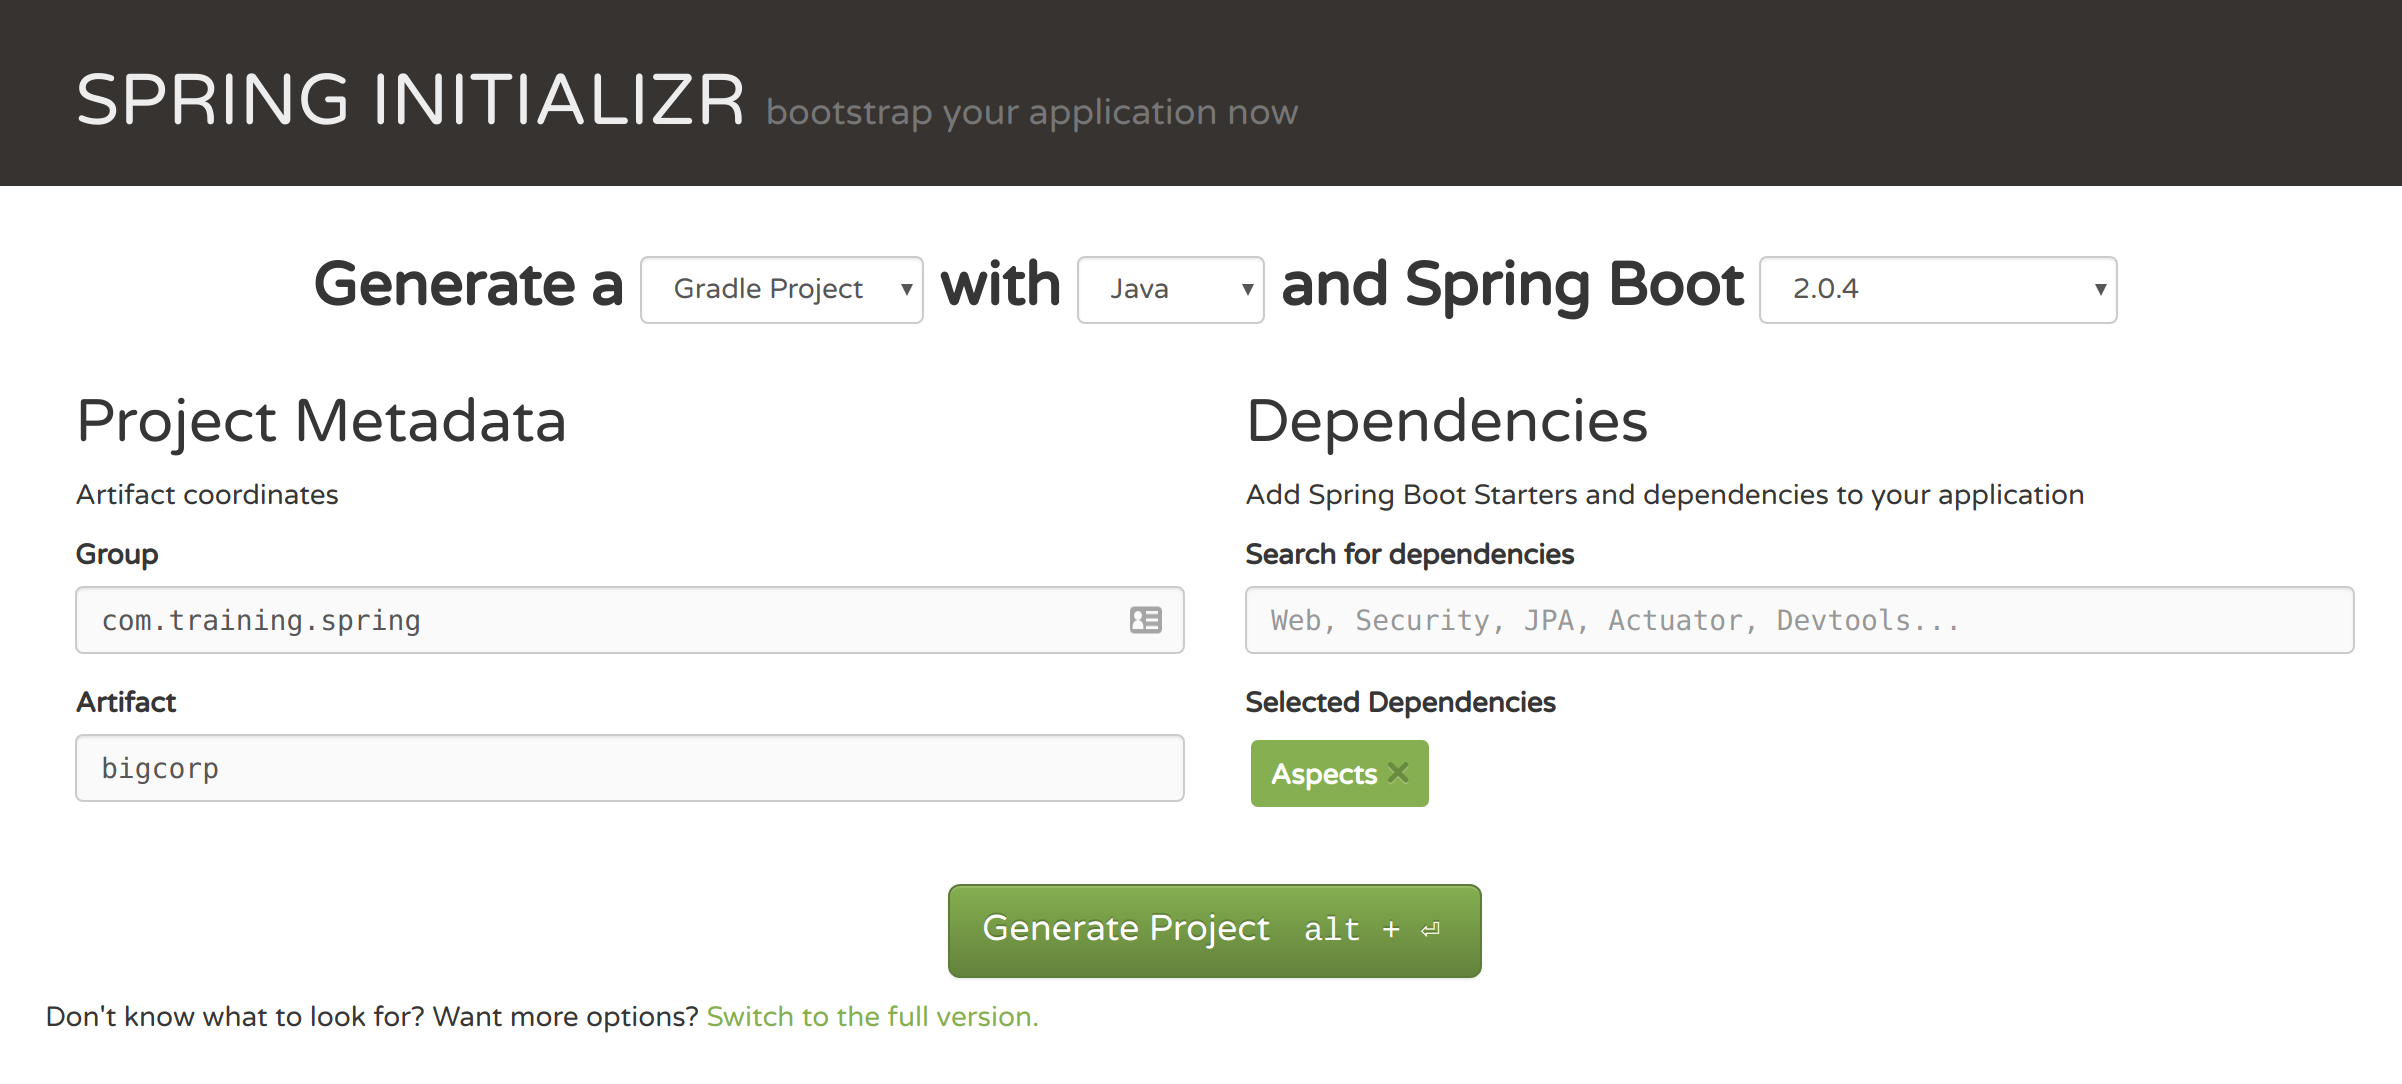 SPRING INITIALIZR bootstrap your application now
Generate a Gradle Project with Java and Spring Boot 2.0.4
Project Metadata
Artifact coordinates
Group
com.training.spring
Artifact
bigcorp
Dependencies
Add Spring Boot Starters and dependencies to your application
Search for dependencies
Web, Security, JPA, Actuator, Devtools...
Selected Dependencies
Aspects
Generate Project alt + ⏎
Don't know what to look for? Want more options? Switch to the full version.